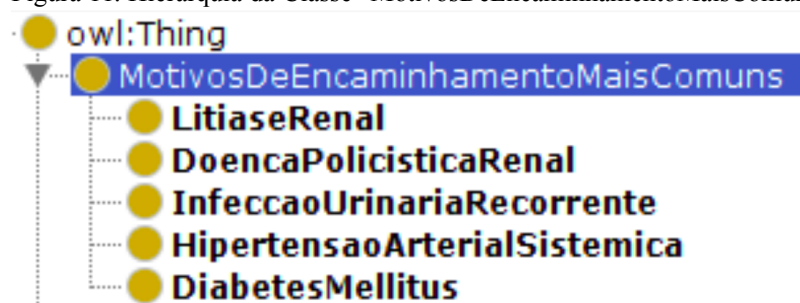 owl:Thing
MotivosDeEncaminhamentoMaisComuns
LitiaseRenal
DoencaPolicisticaRenal
InfeccaoUrinariaRecorrente
HipertensaoArterialSistemica
DiabetesMellitus